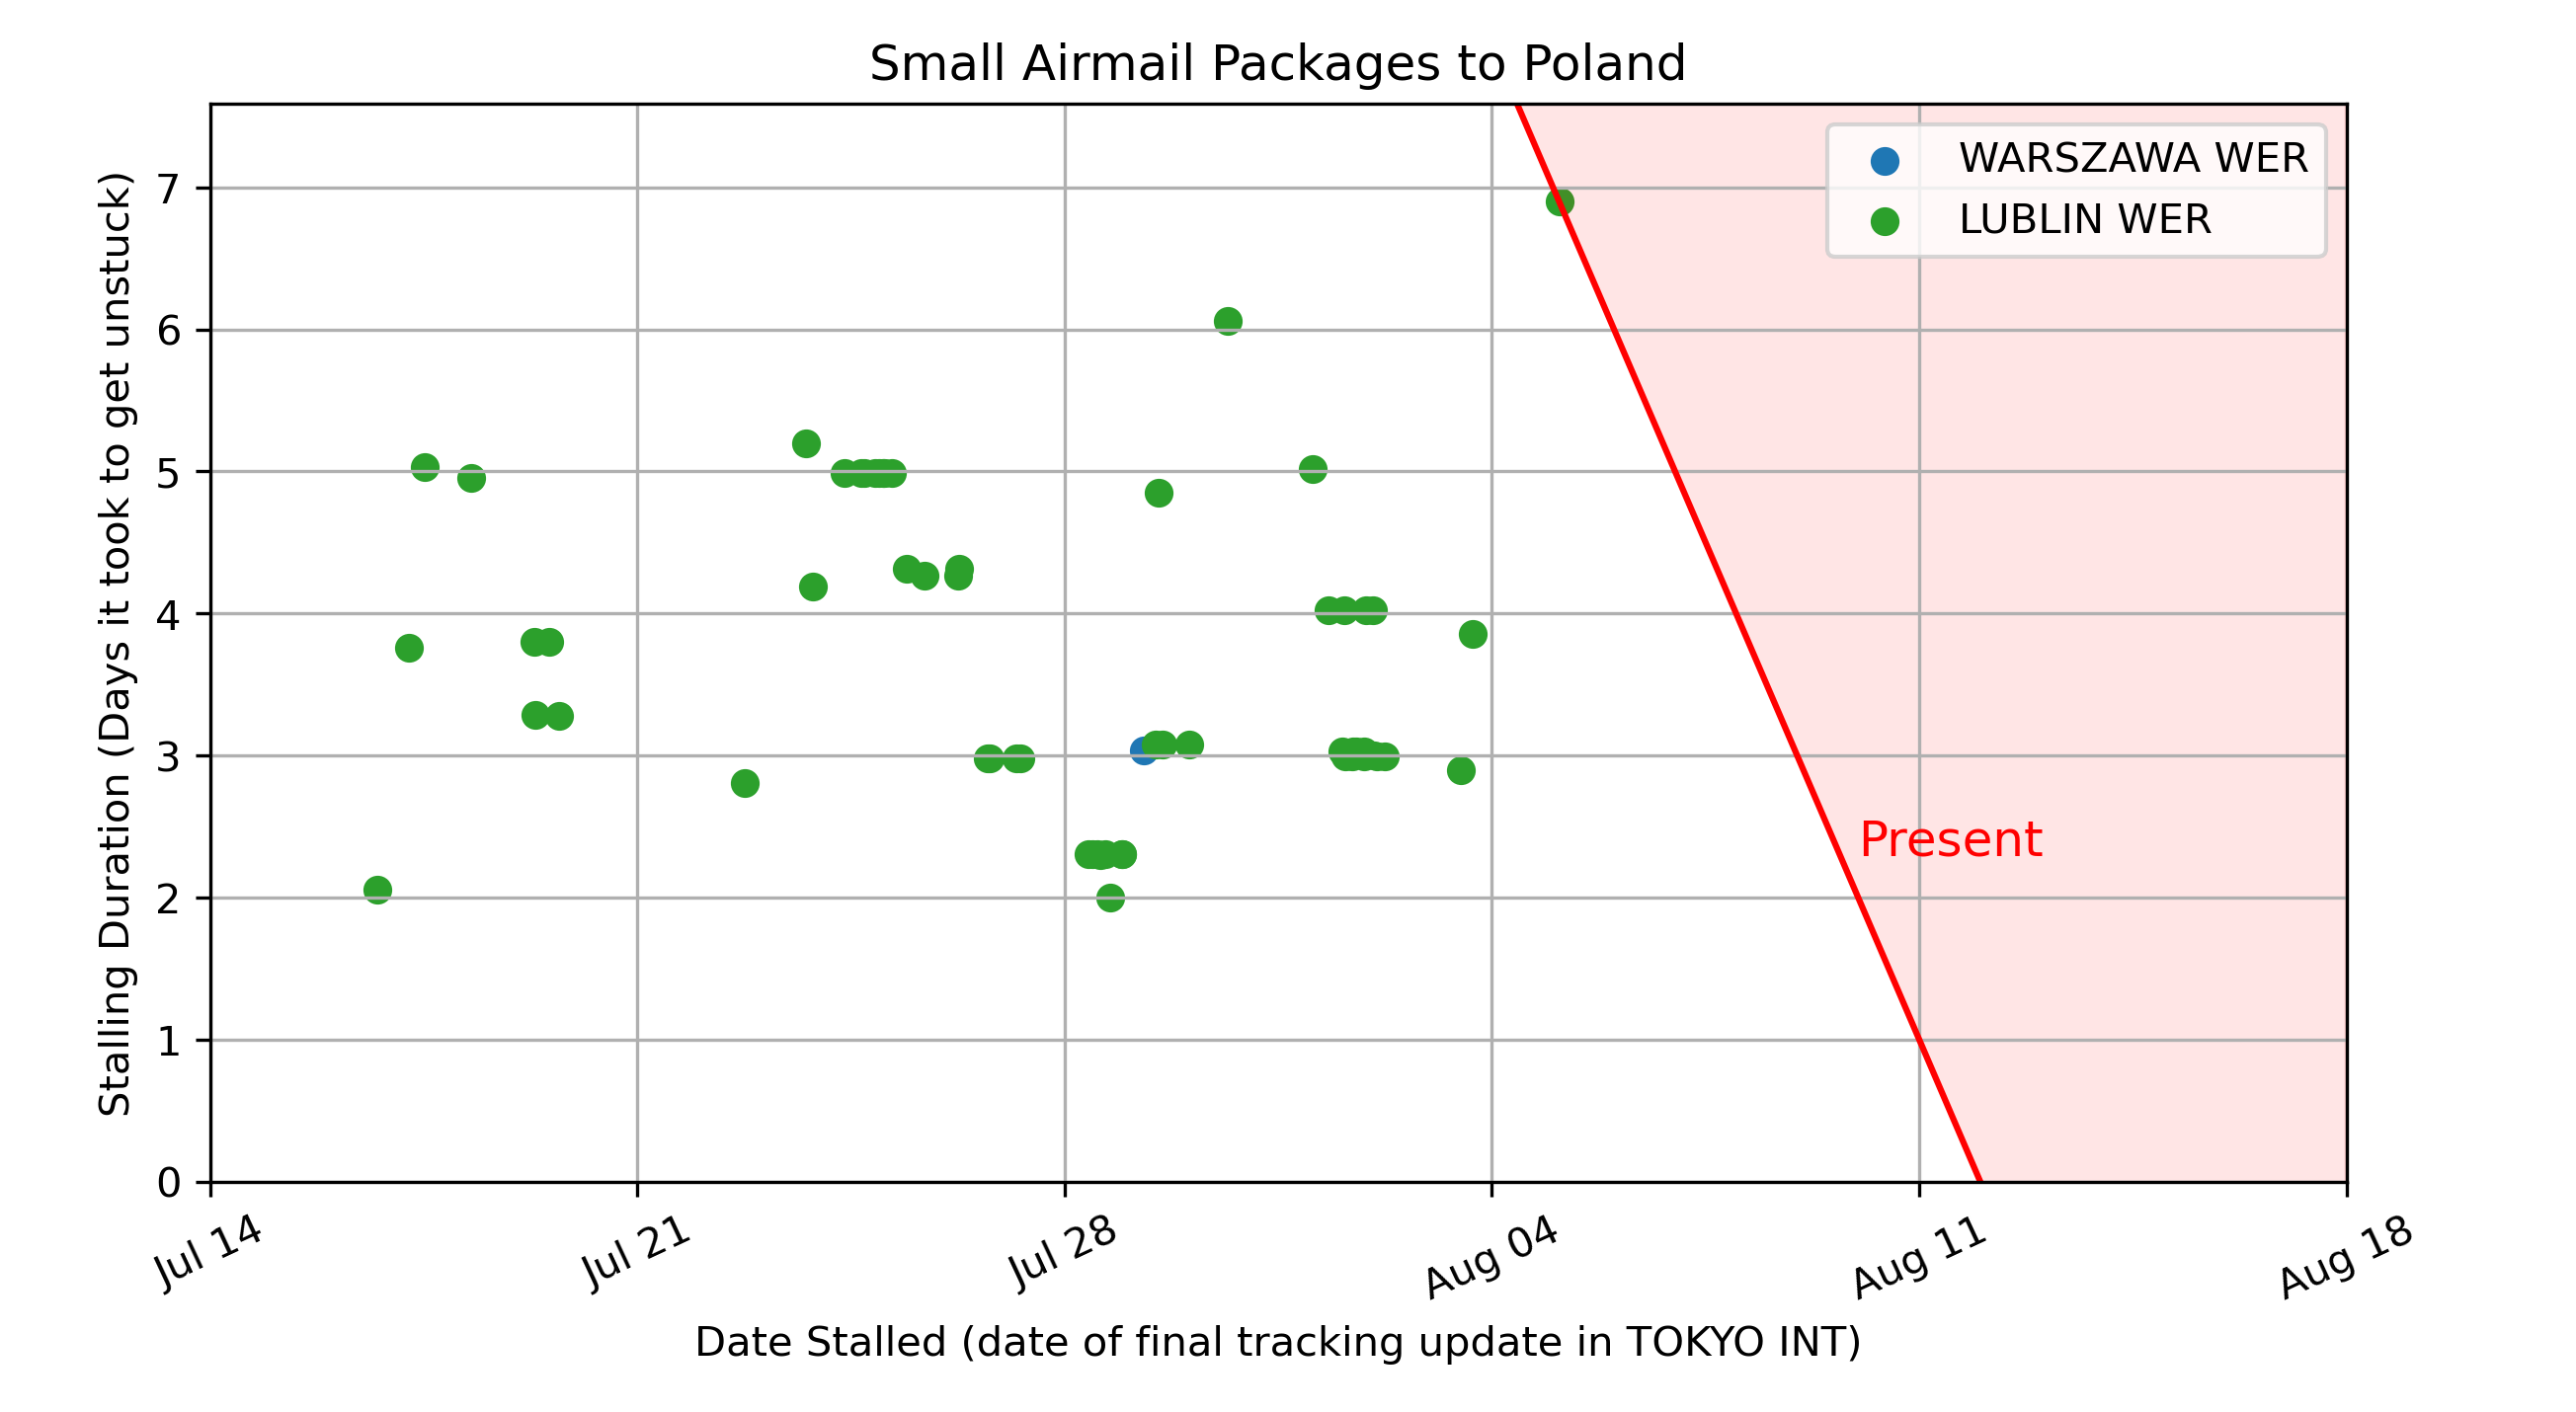 Small Airmail Packages to Poland
Stalling Duration (Days it took to get unstuck)
7
6
5
4
3
2
1
0
WARSZAWA WER
LUBLIN WER
Present
Jul 14
Jul 21
Jul 28
Aug 04
Aug 11
Aug 18
Date Stalled (date of final tracking update in TOKYO INT)